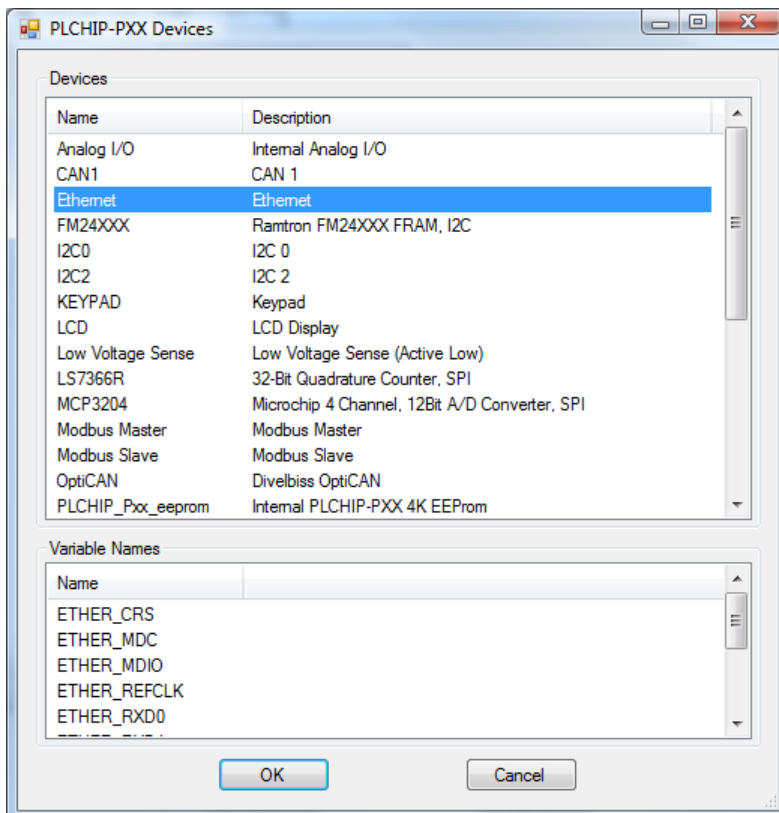 PLCHIP-PXX Devices
Devices
Name Description
Analog I/O Internal Analog I/O
CAN1 CAN 1
Ethernet Ethernet
FM24XXX Ramtron FM24XXX FRAM, I2C
I2C0 I2C 0
I2C2 I2C 2
KEYPAD Keypad
LCD LCD Display
Low Voltage Sense Low Voltage Sense (Active Low)
LS7366R 32-Bit Quadrature Counter, SPI
MCP3204 Microchip 4 Channel, 12Bit A/D Converter, SPI
Modbus Master Modbus Master
Modbus Slave Modbus Slave
OptiCAN Divelbiss OptiCAN
PLCHIP_Pxx_eeprom Internal PLCHIP-PXX 4K EEProm
Variable Names
Name
ETHER_CRS
ETHER_MDC
ETHER_MDIO
ETHER_REFCLK
ETHER_RXD0
OK Cancel